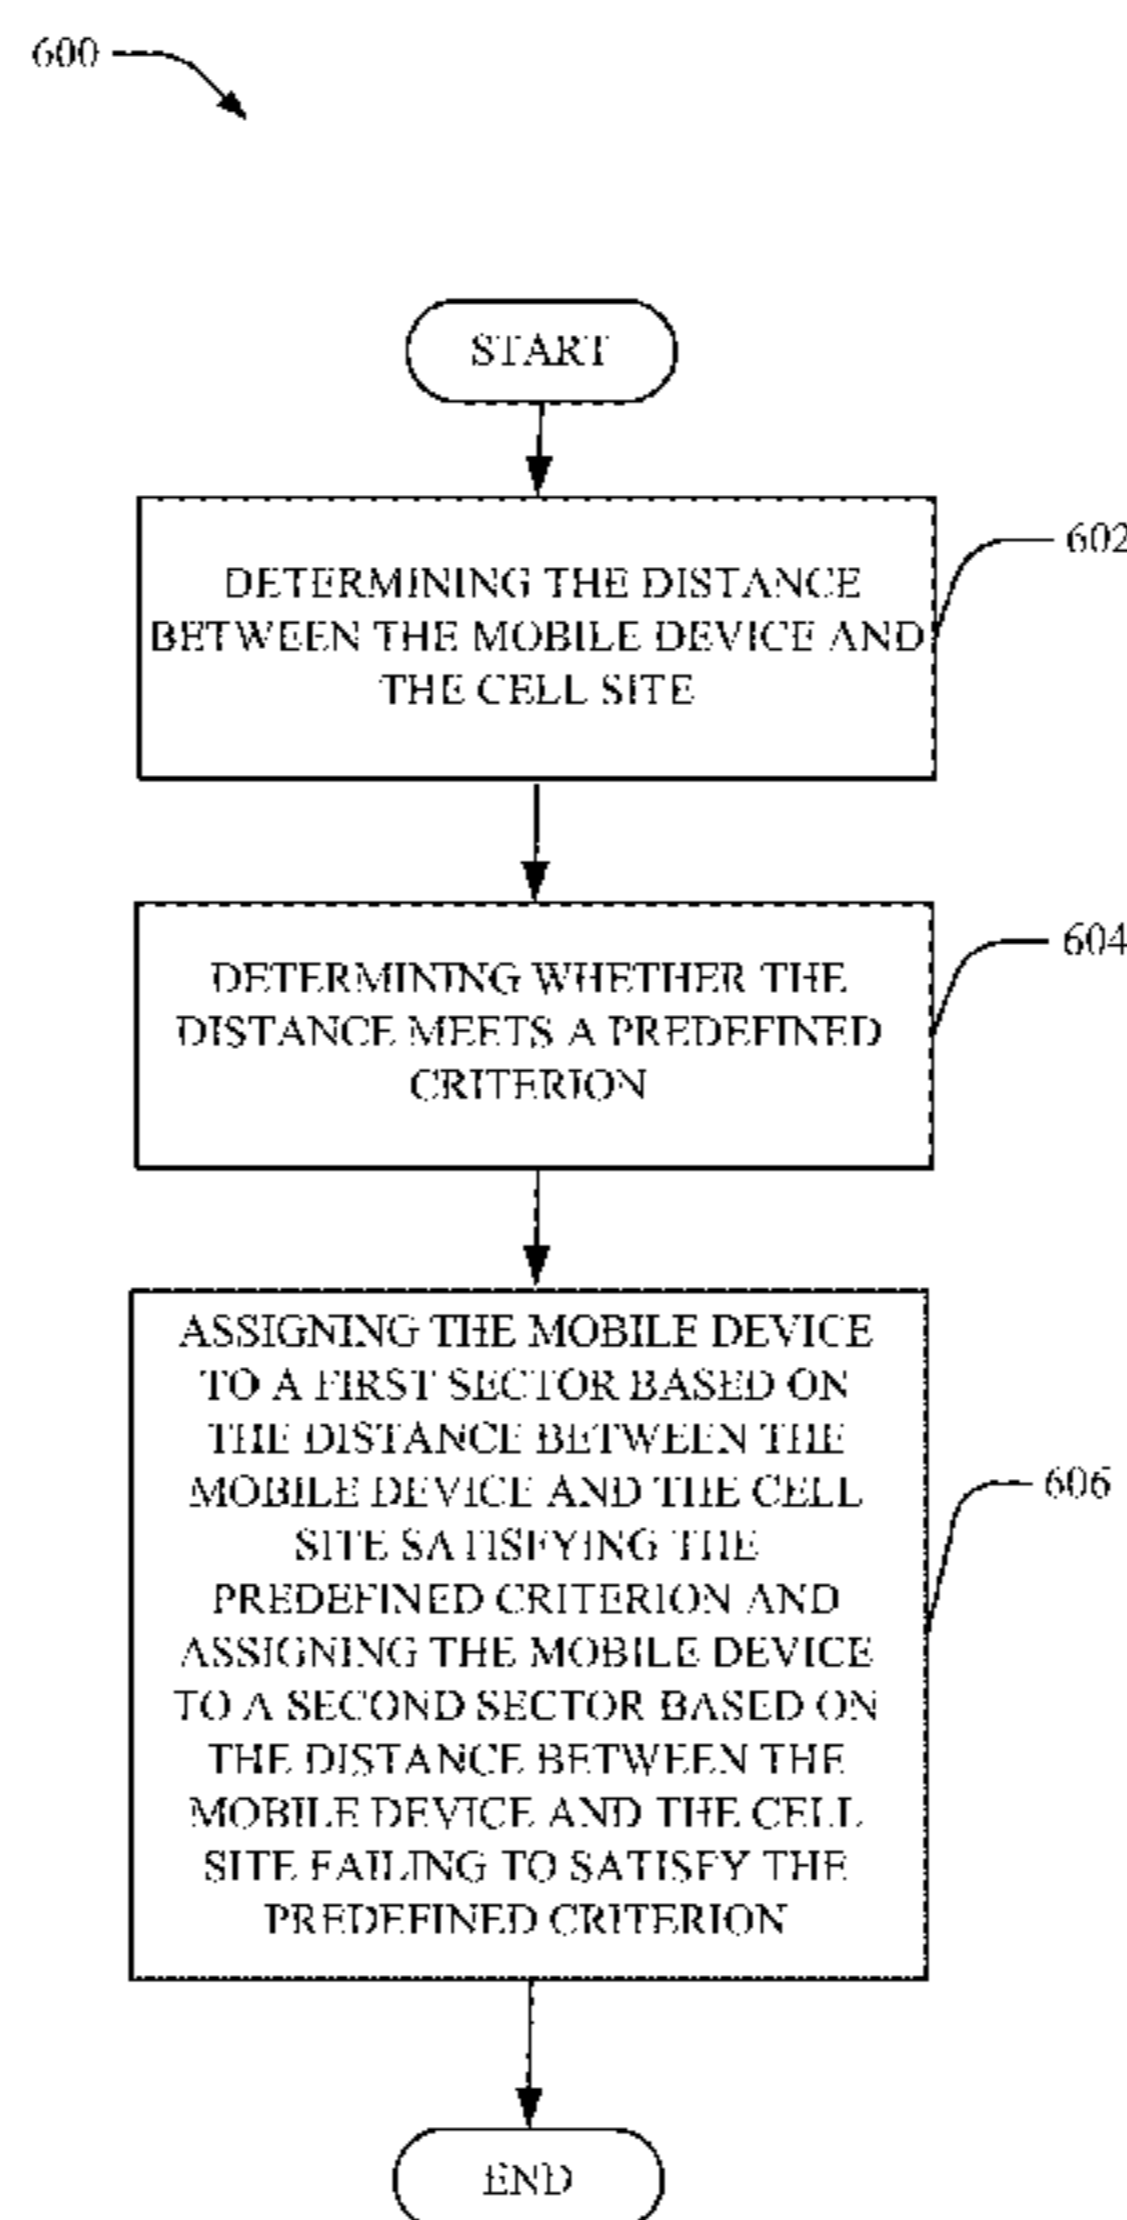 600
START
DETERMINING THE DISTANCE
BETWEEN THE MOBILE DEVICE AND
THE CELL SITE
602
DETERMINING WHETHER THE
DISTANCE MEETS A PREDEFINED
CRITERION
604
ASSIGNING THE MOBILE DEVICE
TO A FIRST SECTOR BASED ON
THE DISTANCE BETWEEN THE
MOBILE DEVICE AND THE CELL
SITE SATISFYING THE
PREDEFINED CRITERION AND
ASSIGNING THE MOBILE DEVICE
TO A SECOND SECTOR BASED ON
THE DISTANCE BETWEEN THE
MOBILE DEVICE AND THE CELL
SITE FAILING TO SATISFY THE
PREDEFINED CRITERION
606
END